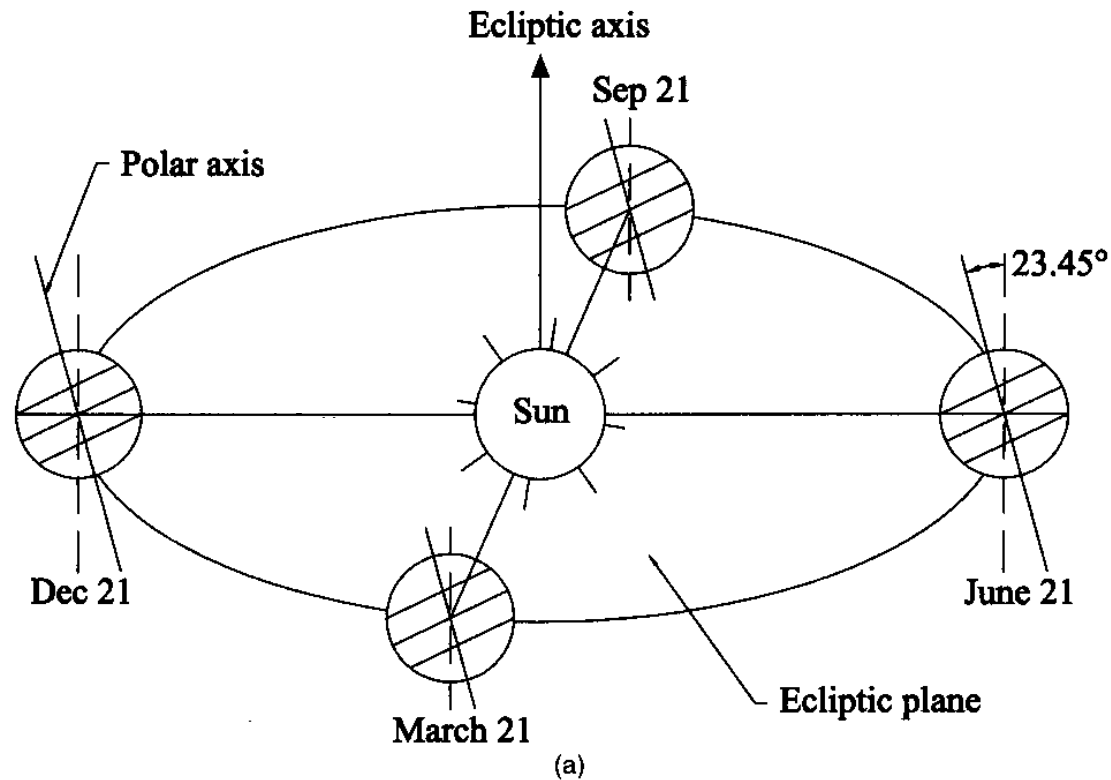 Ecliptic axis
Sep 21
Polar axis
23.45°
Sun
Dec 21
June 21
Ecliptic plane
March 21
(a)